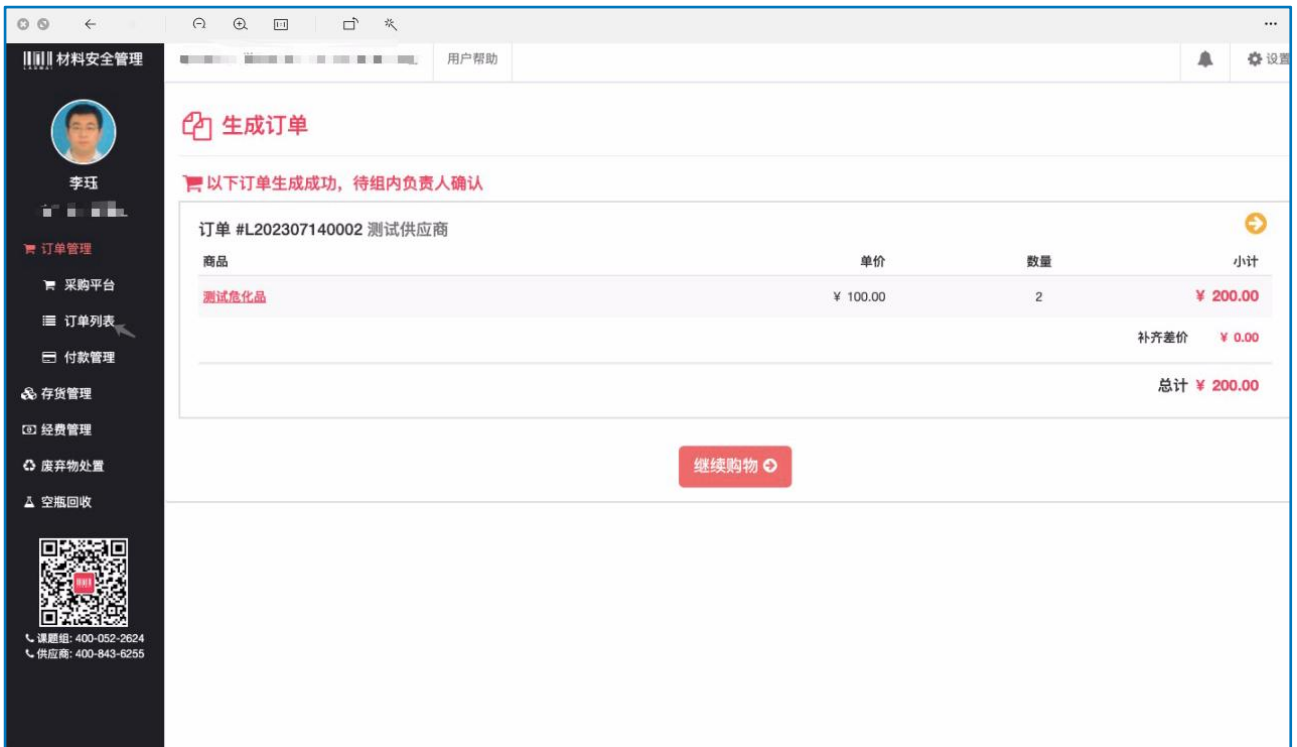 材料安全管理
用户帮助
设置
李珏
订单管理
采购平台
订单列表
付款管理
存货管理
经费管理
废弃物处置
空瓶回收
课题组: 400-052-2624
供应商: 400-843-6255
生成订单
以下订单生成成功，待组内负责人确认
订单 #L202307140002 测试供应商
商品 单价 数量 小计
测试危化品 ¥ 100.00 2 ¥ 200.00
补齐差价 ¥ 0.00
总计 ¥ 200.00
继续购物